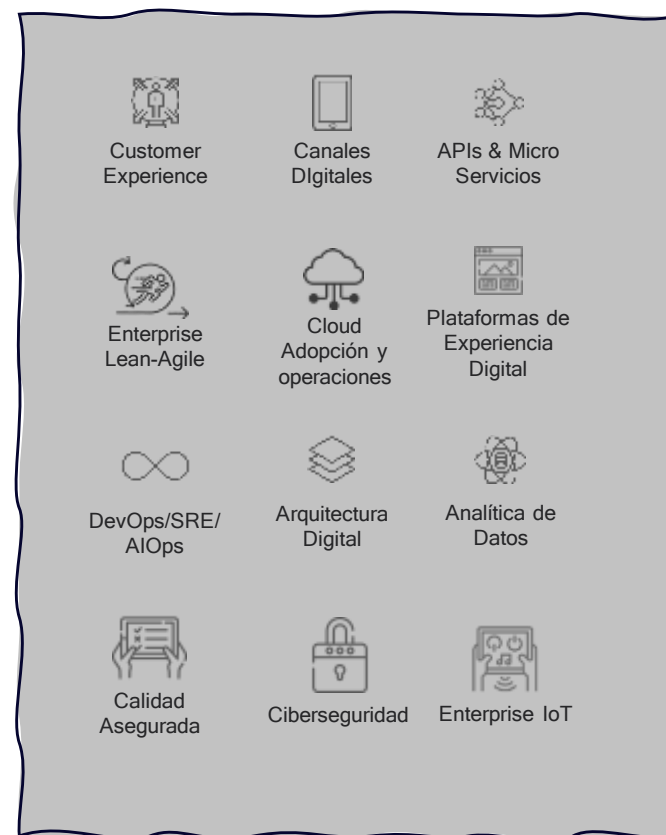 Customer
Experience
Canales
DIgitales
APIs & Micro
Servicios
Enterprise
Lean-Agile
Cloud
Adopción y
operaciones
Plataformas de
Experiencia
Digital
DevOps/SRE/
AIOps
Arquitectura
Digital
Analítica de
Datos
Calidad
Asegurada
Ciberseguridad
Enterprise IoT